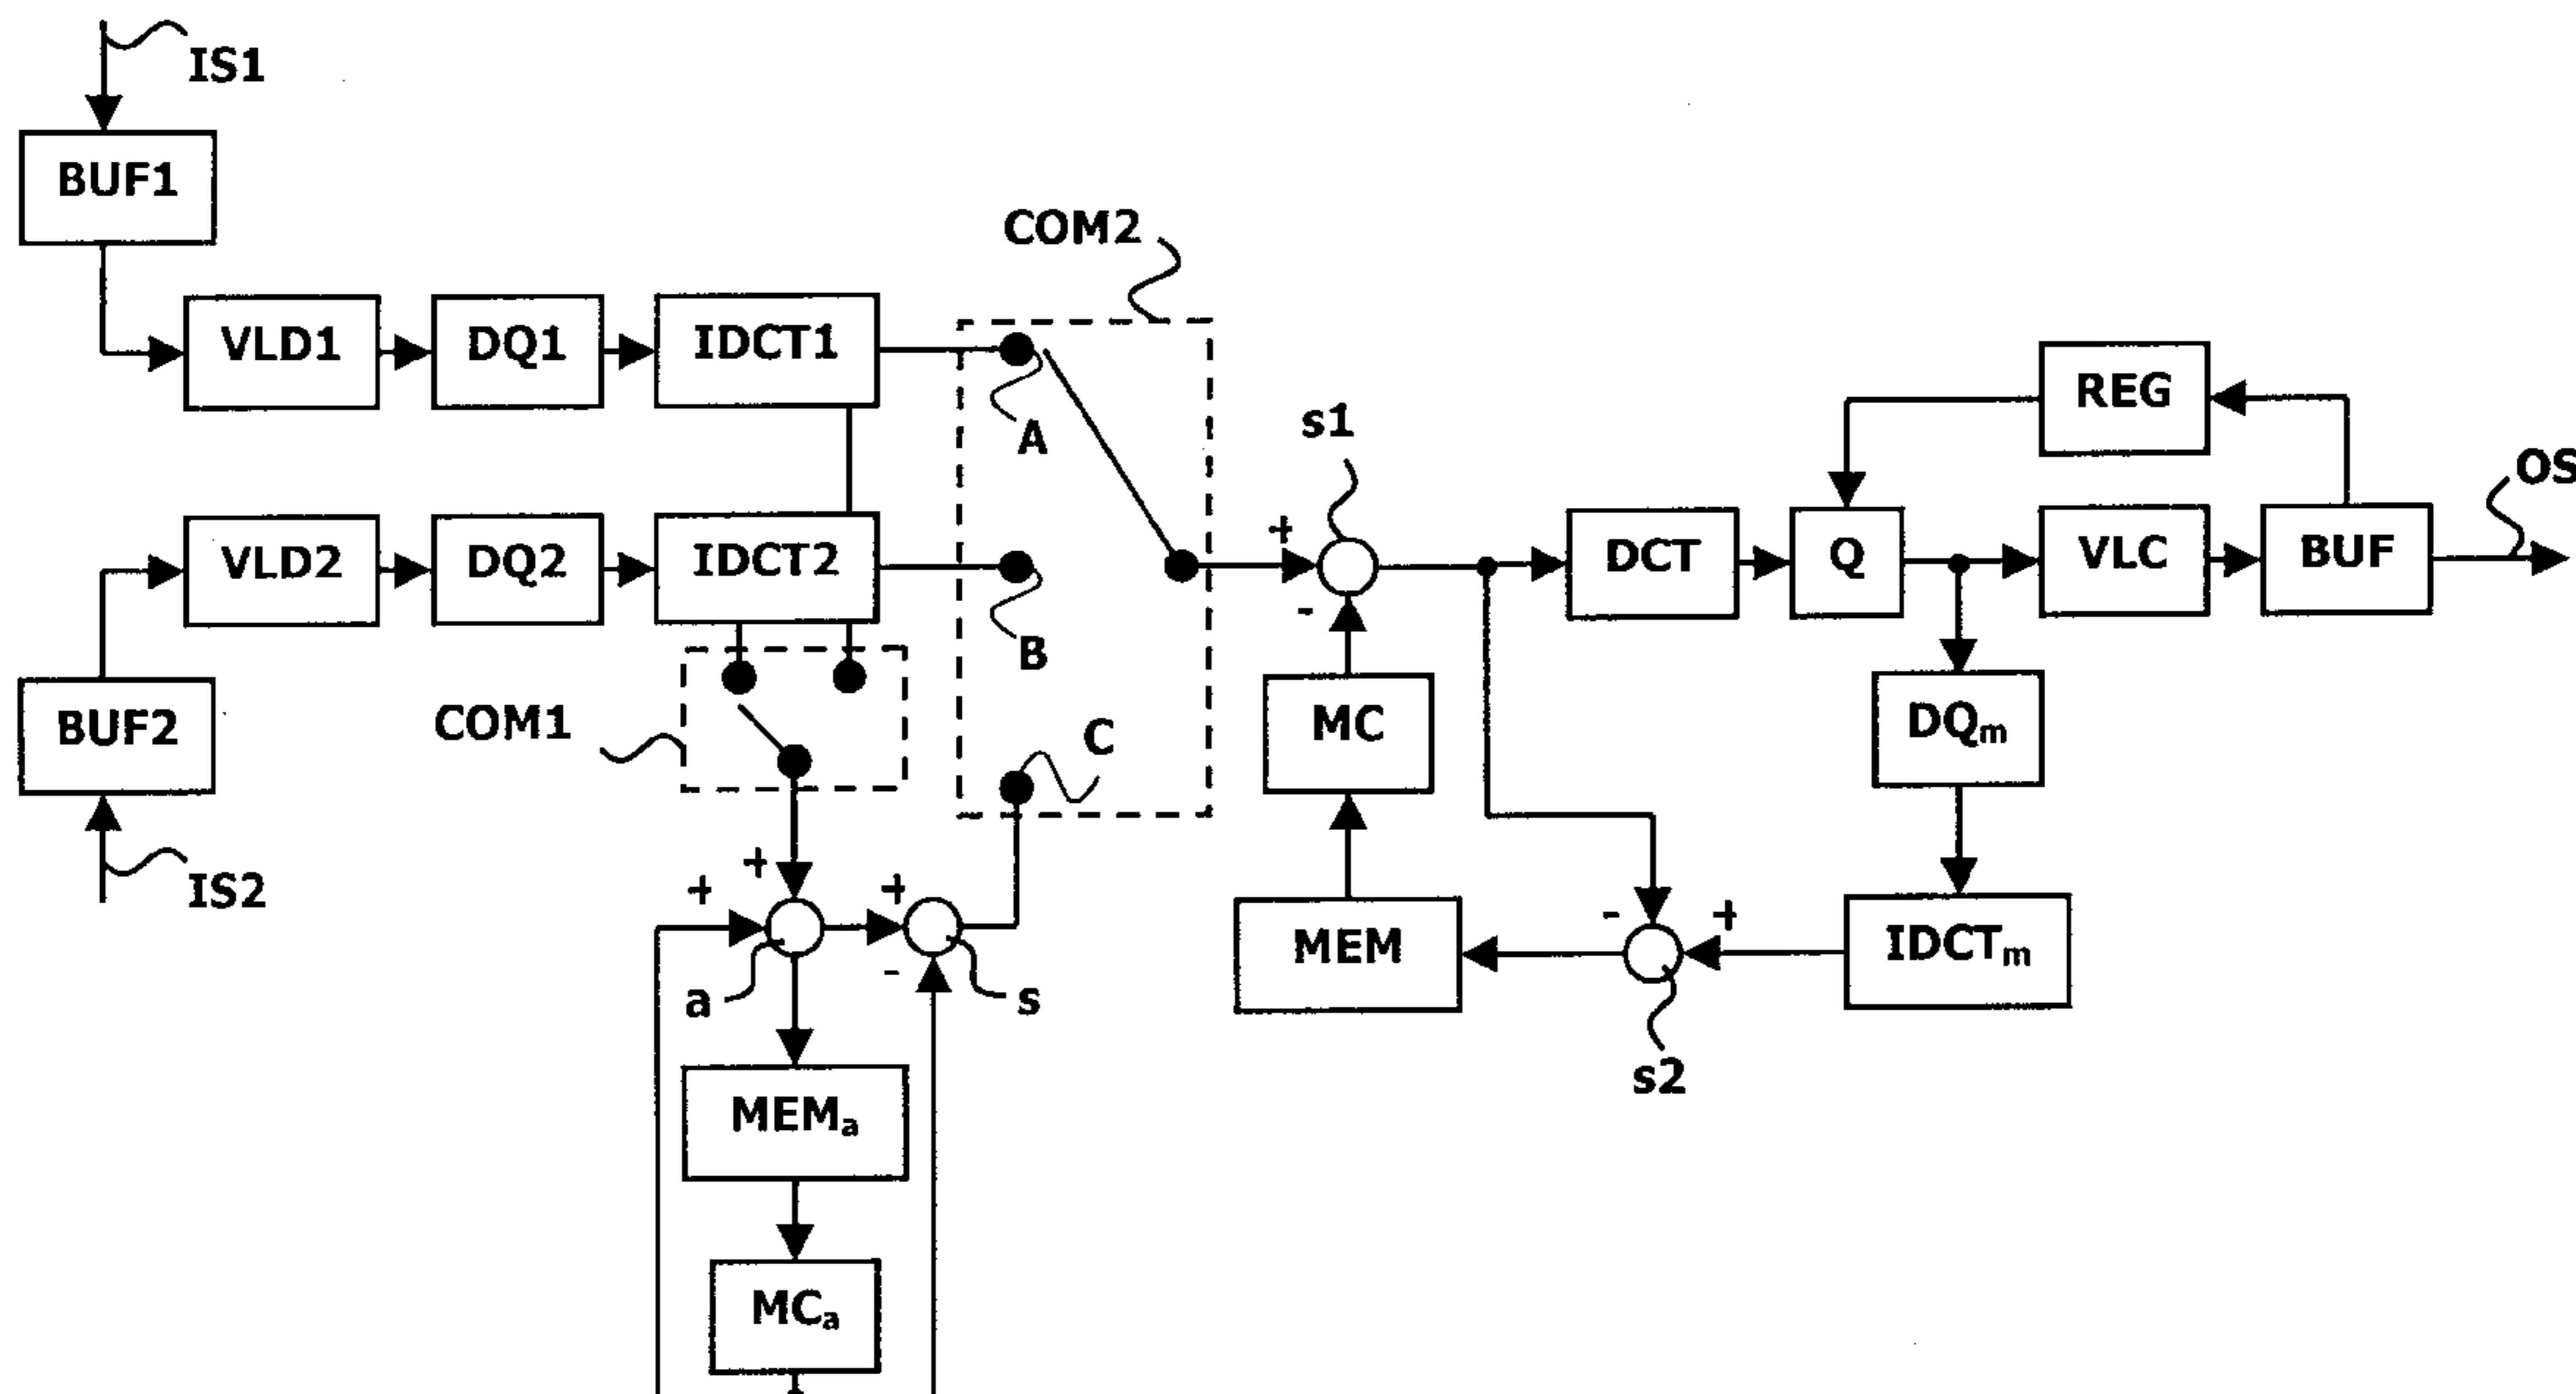 IS1
BUF1
COM2
VLD1
DQ1
IDCT1
A
s1
REG
OS
VLD2
DQ2
IDCT2
B
+
-
DCT
Q
VLC
BUF
BUF2
COM1
C
MC
DQm
IS2
+
+
+
-
a
s
MEM
-
+
IDCTm
s2
MEMa
MCa